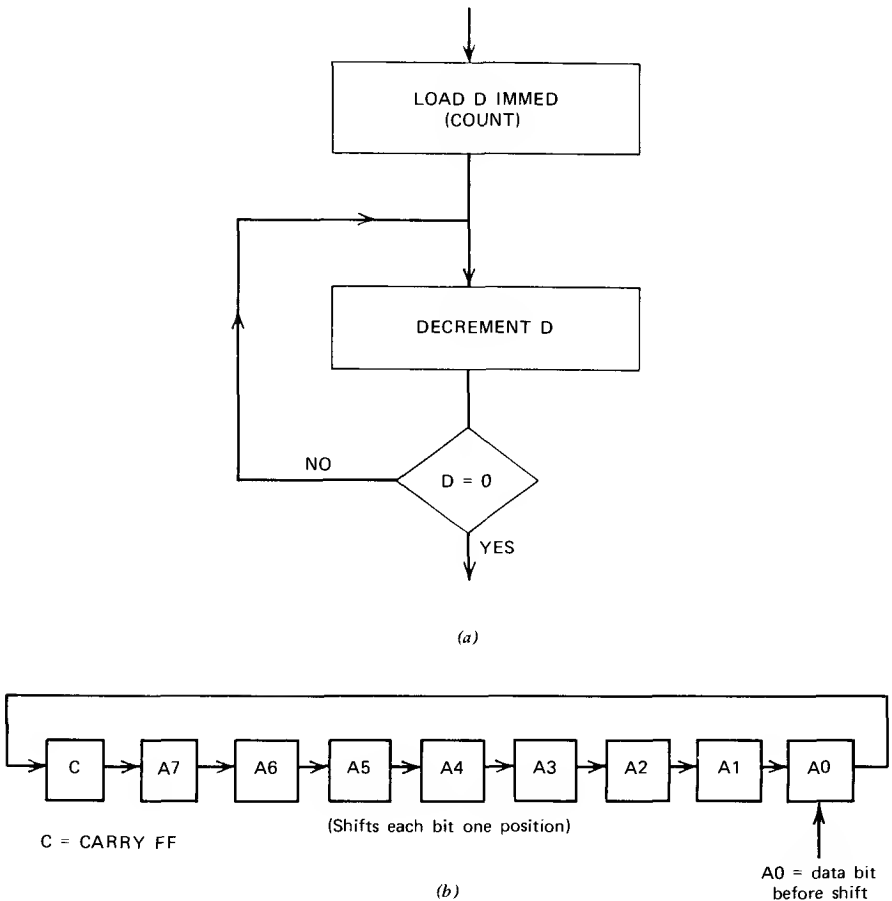 LOAD D IMMED
(COUNT)
DECREMENT D
D = 0
NO
YES
(a)
C
A7
A6
A5
A4
A3
A2
A1
A0
(Shifts each bit one position)
C = CARRY FF
A0 = data bit
before shift
(b)